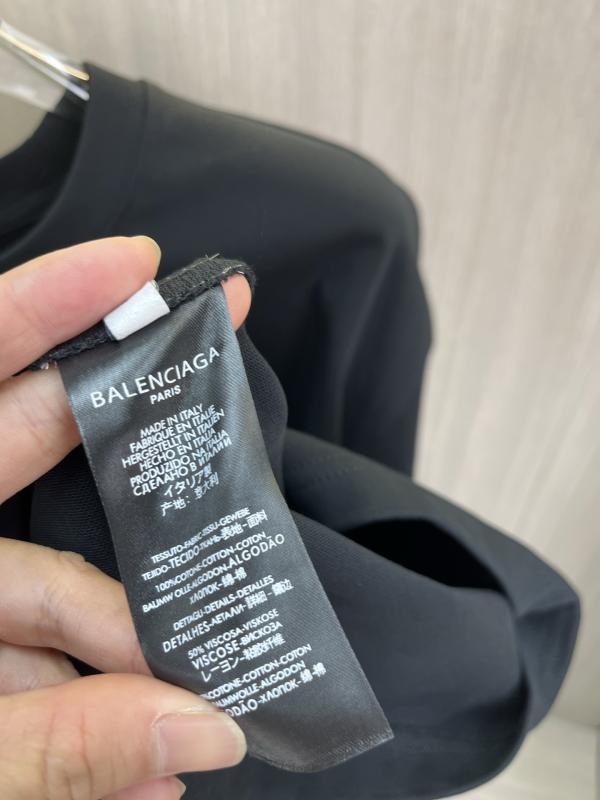 BALENCIAGA
PARIS
MADE IN ITALY
FABRIQUE EN ITALIE
HERGESTELLT IN ITALIEN
HECHO EN ITALIA
PRODUZIDO NA ITALIA
СДЕЛАНО В ИТАЛИИ
イタリア製
产地：意大利
TESSUTO-FABRIC-TISSU-GEWEBE
TEJIDO-TECIDO-ТКАНЬ-表地-面料
100%COTONE-COTTON-COTON
BAUMWOLLE-ALGODON-ALGODÃO
ХЛОПОК-綿-棉
DETTAGLI-DETAILS-DETALLES
DETALHES-ДЕТАЛИ-詳細-
50% VISCOSA-VISKOSE
VISCOSE-ВИСКОЗА
レーヨン-粘胶纤维
COTONE-COTTON-COTON
BAUMWOLLE-ALGODON
ALGODÃO-ХЛОПОК-綿-棉